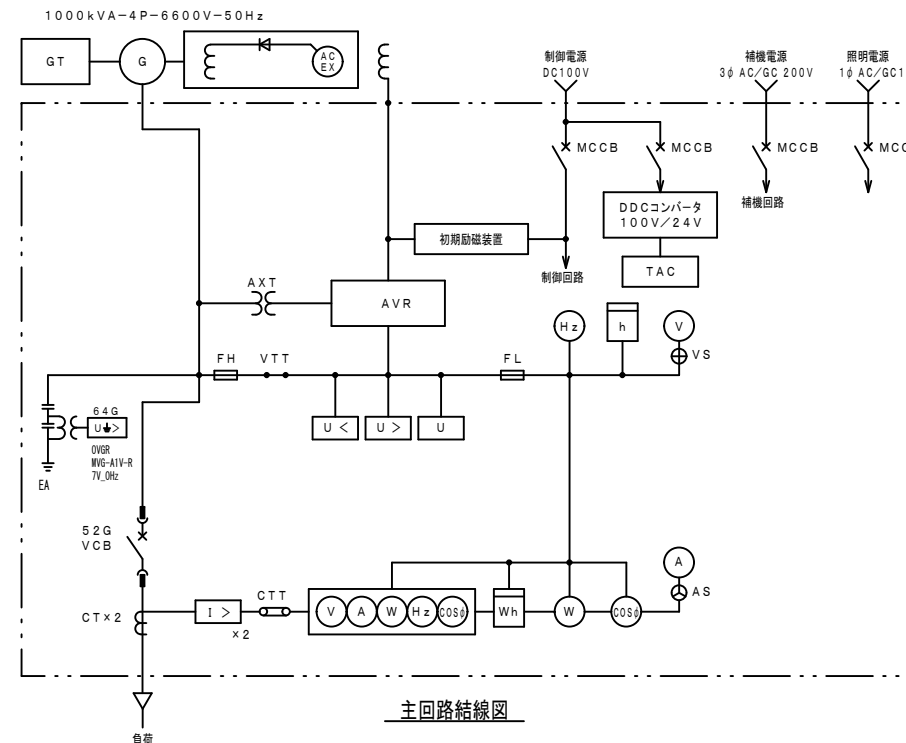 1000kVA-4P-6600V-50Hz
GT
G
AC
EX
制御電源
DC100V
補機電源
3φ AC/GC 200V
照明電源
1φ AC/GC1
MCCB
MCCB
MCCB
MCC
補機回路
DDCコンバータ
100V/24V
初期励磁装置
制御回路
TAC
AXT
AVR
Hz
h
V
VS
FH
VTT
FL
64G
U>
U <
U >
U
OVGR
MVG-A1V-R
7V_0Hz
EA
52G
VCB
A
AS
CT×2
I >
×2
CTT
V
A
W
Hz
COSφ
Wh
W
COSφ
主回路結線図
負荷